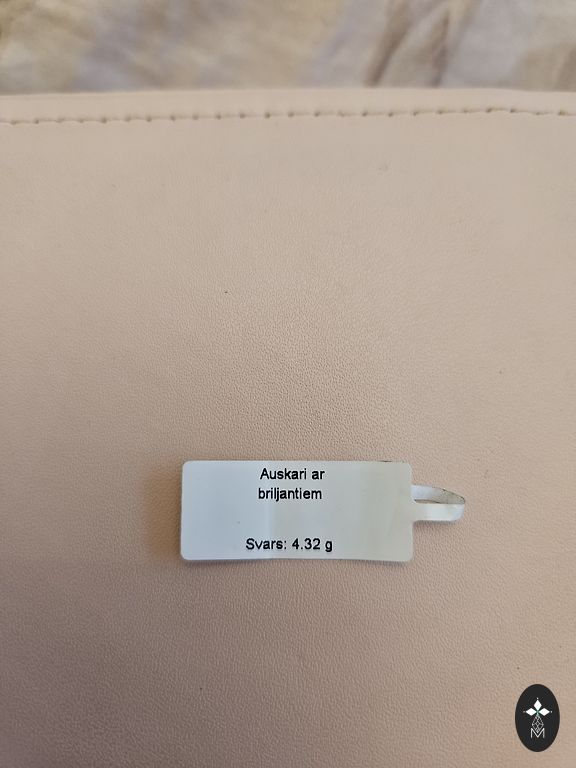 Auskari ar
briljantiem
Svars: 4.32 g